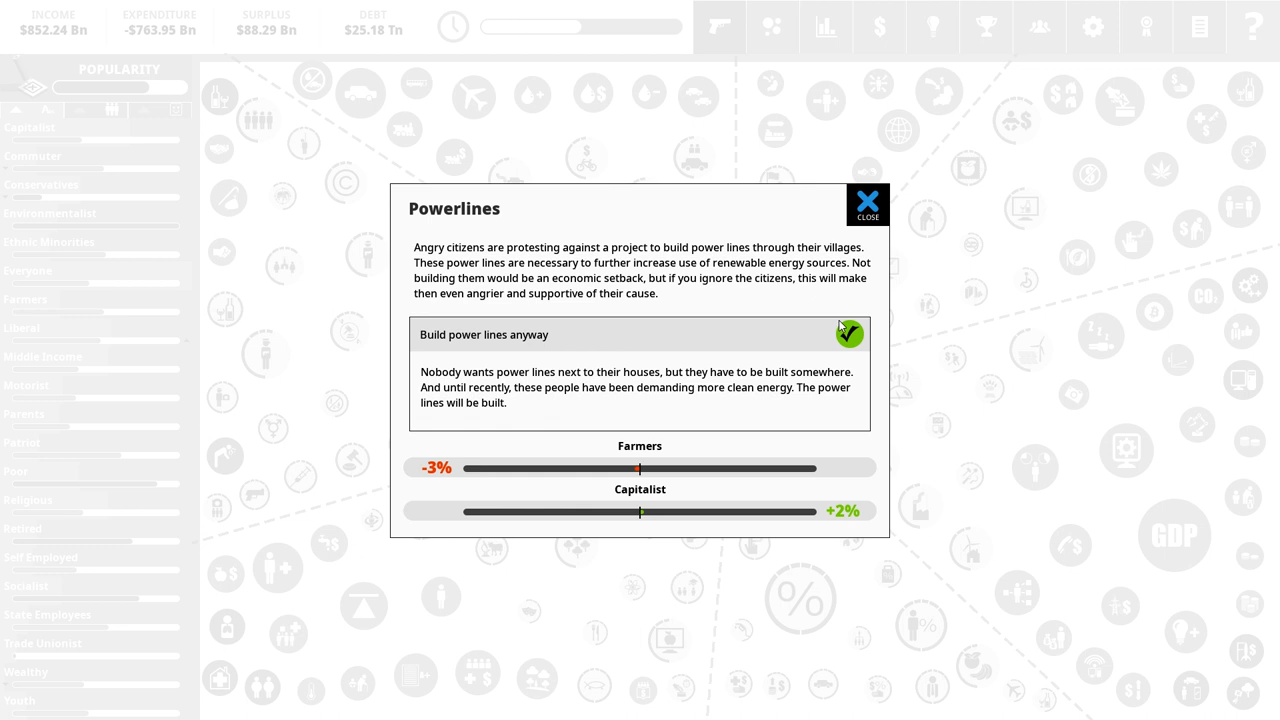 INCOME
$852.24 Bn
EXPENDITURE
-$763.95 Bn
SURPLUS
$88.29 Bn
DEBT
$25.18 Tn
POPULARITY
A..
Capitalist
Commuter
Conservatives
Environmentalist
Ethnic Minorities
Everyone
Farmers
Liberal
Middle Income
Motorist
Parents
Patriot
Poor
Religious
Retired
Self Employed
Socialist
State Employees
Trade Unionist
Wealthy
Youth
Powerlines
CLOSE
Angry citizens are protesting against a project to build power lines through their villages.
These power lines are necessary to further increase use of renewable energy sources. Not
building them would be an economic setback, but if you ignore the citizens, this will make
then even angrier and supportive of their cause.
Build power lines anyway
Nobody wants power lines next to their houses, but they have to be built somewhere.
And until recently, these people have been demanding more clean energy. The power
lines will be built.
Farmers
-3%
Capitalist
+2%
CO₂
GDP